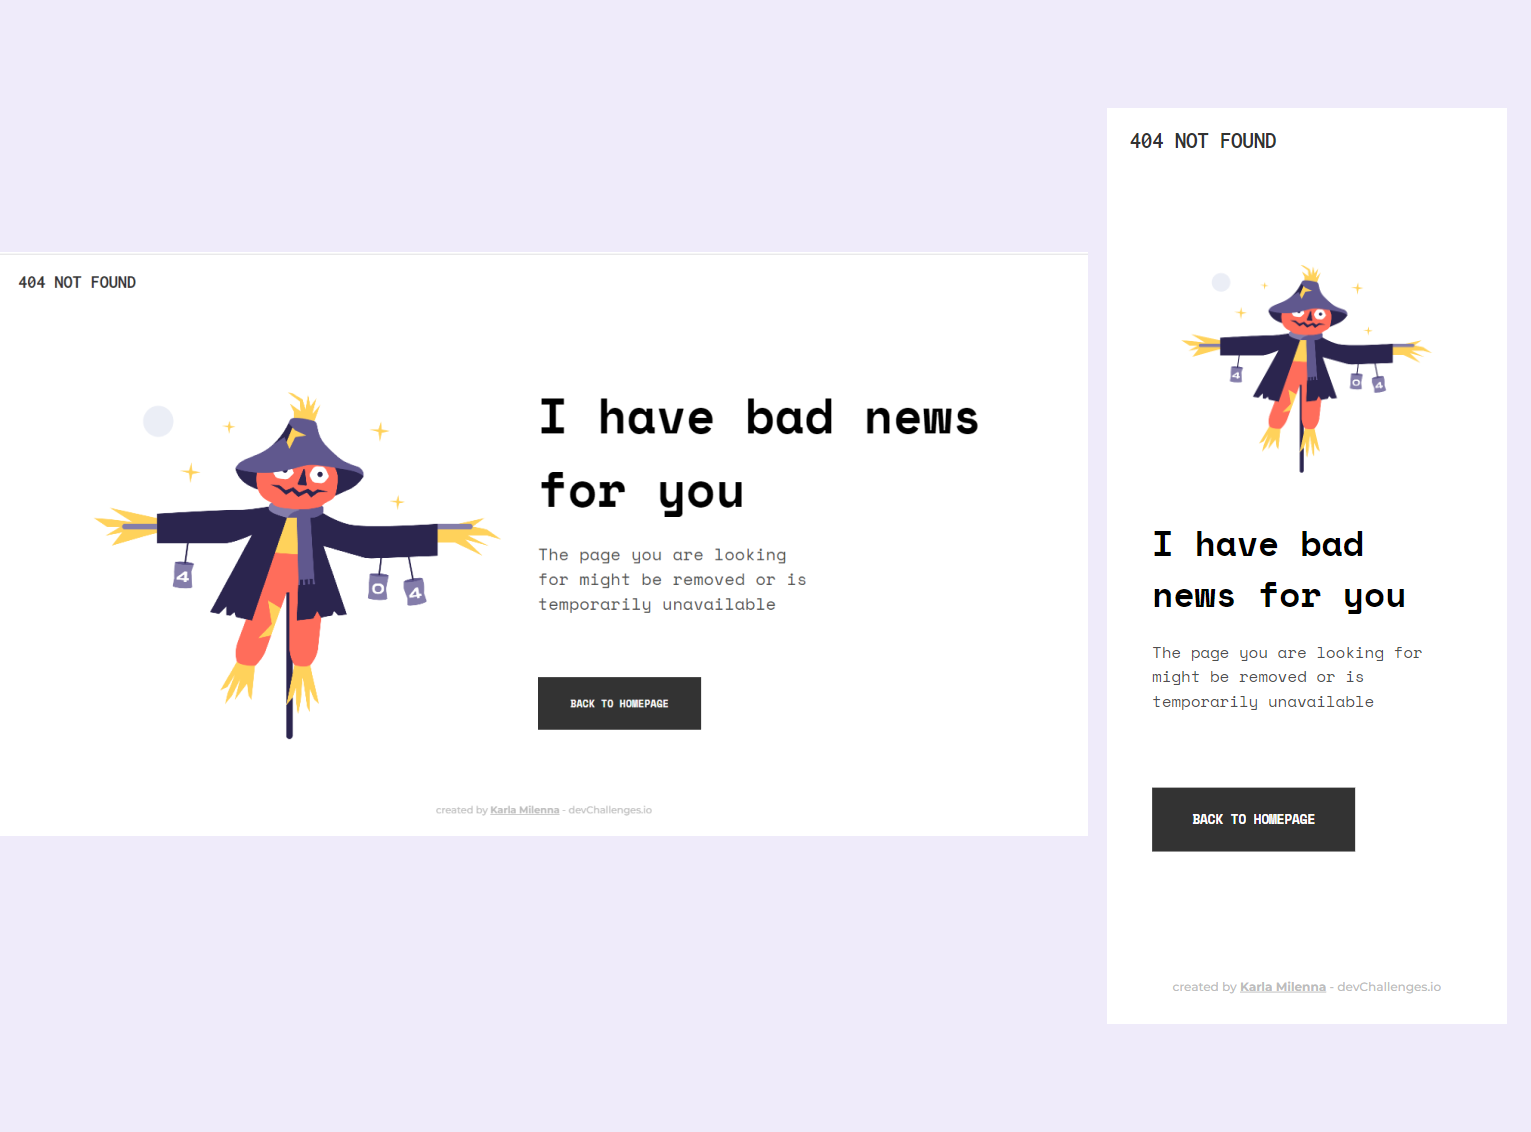 404 NOT FOUND
I have bad news
for you
The page you are looking
for might be removed or is
temporarily unavailable
BACK TO HOMEPAGE
4
0
4
created by Karla Milenna - devChallenges.io
404 NOT FOUND
4
0
4
I have bad
news for you
The page you are looking for
might be removed or is
temporarily unavailable
BACK TO HOMEPAGE
created by Karla Milenna - devChallenges.io